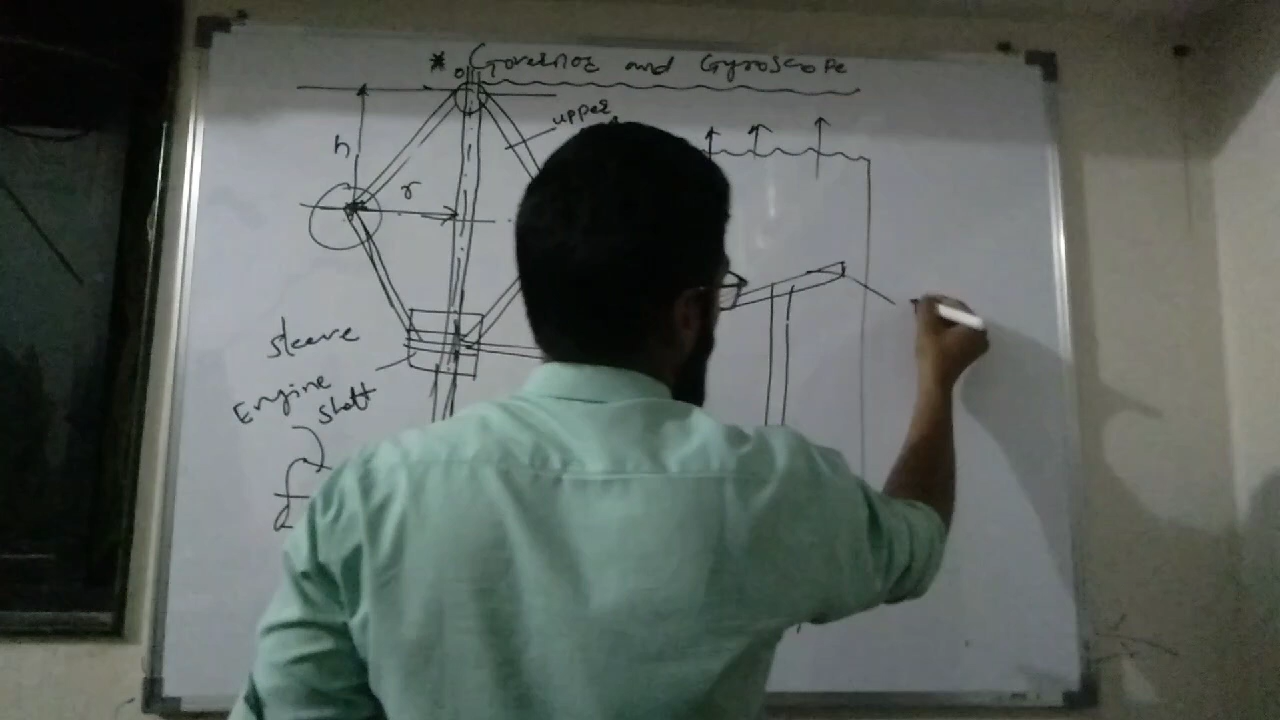 * Governor and Gyroscope
O
upper
h
r
sleeve
Engine
shaft